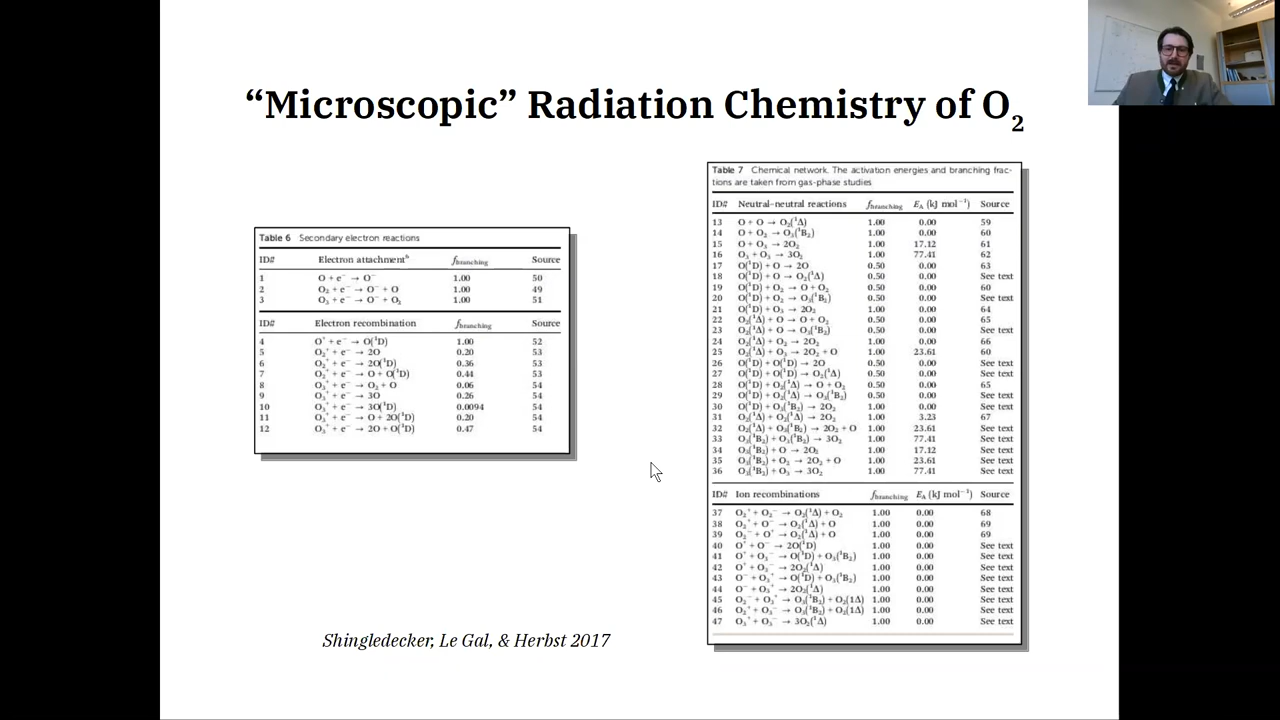 “Microscopic” Radiation Chemistry of O₂
Table 6 Secondary electron reactions
ID# Electron attachmentᵃ f_branching Source
1 O + e⁻ → O⁻ 1.00 50
2 O₂ + e⁻ → O⁻ + O 1.00 49
3 O₃ + e⁻ → O⁻ + O₂ 1.00 51
ID# Electron recombination f_branching Source
4 O⁺ + e⁻ → O(¹D) 1.00 52
5 O₂⁺ + e⁻ → 2O 0.20 53
6 O₂⁺ + e⁻ → 2O(¹D) 0.36 53
7 O₂⁺ + e⁻ → O + O(¹D) 0.44 53
8 O₃⁺ + e⁻ → O₂ + O 0.06 54
9 O₃⁺ + e⁻ → 3O 0.26 54
10 O₃⁺ + e⁻ → 3O(¹D) 0.0094 54
11 O₃⁺ + e⁻ → O + 2O(¹D) 0.20 54
12 O₃⁺ + e⁻ → 2O + O(¹D) 0.47 54
Shingledecker, Le Gal, & Herbst 2017
Table 7 Chemical network. The activation energies and branching frac-
tions are taken from gas-phase studies
ID# Neutral–neutral reactions f_branching E_A (kJ mol⁻¹) Source
13 O + O → O₂(¹Δ) 1.00 0.00 59
14 O + O₂ → O₃(¹B₂) 1.00 0.00 60
15 O + O₃ → 2O₂ 1.00 17.12 61
16 O₃ + O₃ → 3O₂ 1.00 77.41 62
17 O(¹D) + O → 2O 0.50 0.00 63
18 O(¹D) + O → O₂(¹Δ) 0.50 0.00 See text
19 O(¹D) + O₂ → O + O₂ 0.50 0.00 60
20 O(¹D) + O₂ → O₃(¹B₂) 0.50 0.00 See text
21 O(¹D) + O₃ → 2O₂ 1.00 0.00 64
22 O₂(¹Δ) + O → O + O₂ 0.50 0.00 65
23 O₂(¹Δ) + O → O₃(¹B₂) 0.50 0.00 See text
24 O₂(¹Δ) + O₂ → 2O₂ 1.00 0.00 66
25 O₂(¹Δ) + O₃ → 2O₂ + O 1.00 23.61 60
26 O(¹D) + O(¹D) → 2O 0.50 0.00 See text
27 O(¹D) + O(¹D) → O₂(¹Δ) 0.50 0.00 See text
28 O(¹D) + O₂(¹Δ) → O + O₂ 0.50 0.00 65
29 O(¹D) + O₂(¹Δ) → O₃(¹B₂) 0.50 0.00 See text
30 O(¹D) + O₃(¹B₂) → 2O₂ 1.00 0.00 See text
31 O₂(¹Δ) + O₂(¹Δ) → 2O₂ 1.00 3.23 67
32 O₂(¹Δ) + O₃(¹B₂) → 2O₂ + O 1.00 23.61 See text
33 O₃(¹B₂) + O₃(¹B₂) → 3O₂ 1.00 77.41 See text
34 O₃(¹B₂) + O → 2O₂ 1.00 17.12 See text
35 O₃(¹B₂) + O₂ → 2O₂ + O 1.00 23.61 See text
36 O₃(¹B₂) + O₃ → 3O₂ 1.00 77.41 See text
ID# Ion recombinations f_branching E_A (kJ mol⁻¹) Source
37 O₂⁺ + O₂⁻ → O₂(¹Δ) + O₂ 1.00 0.00 68
38 O₂⁺ + O⁻ → O₂(¹Δ) + O 1.00 0.00 69
39 O₂⁻ + O⁺ → O₂(¹Δ) + O 1.00 0.00 69
40 O⁺ + O⁻ → 2O(¹D) 1.00 0.00 See text
41 O⁺ + O₃⁻ → O(¹D) + O₃(¹B₂) 1.00 0.00 See text
42 O⁺ + O₃⁻ → 2O₂(¹Δ) 1.00 0.00 See text
43 O⁻ + O₃⁺ → O(¹D) + O₃(¹B₂) 1.00 0.00 See text
44 O⁻ + O₃⁺ → 2O₂(¹Δ) 1.00 0.00 See text
45 O₂⁻ + O₃⁺ → O₃(¹B₂) + O₂(1Δ) 1.00 0.00 See text
46 O₂⁺ + O₃⁻ → O₃(¹B₂) + O₂(1Δ) 1.00 0.00 See text
47 O₃⁺ + O₃⁻ → 3O₂(¹Δ) 1.00 0.00 See text